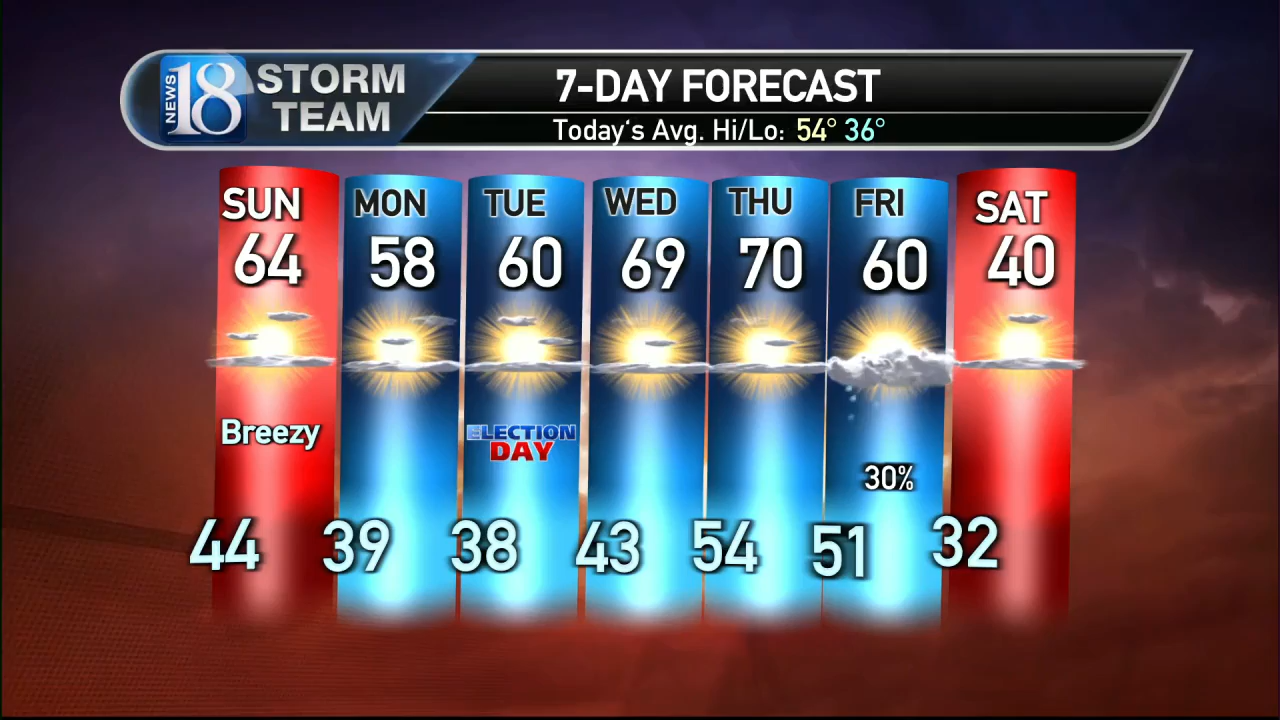 NEWS 18 STORM TEAM
7-DAY FORECAST
Today's Avg. Hi/Lo: 54° 36°
SUN MON TUE WED THU FRI SAT
64 58 60 69 70 60 40
Breezy
ELECTION
DAY
30%
44 39 38 43 54 51 32